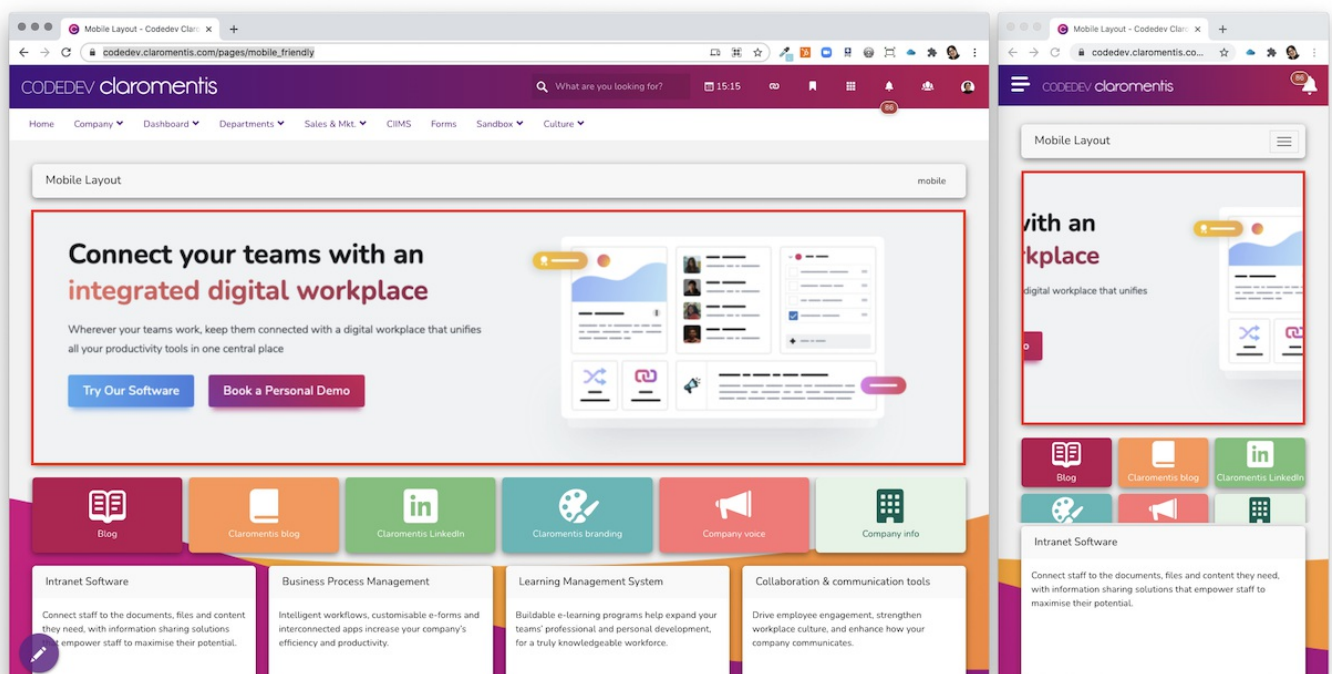 Mobile Layout - Codedev Claro
codedev.claromentis.com/pages/mobile_friendly
CODEDEV claromentis
What are you looking for?
15:15
86
Home Company Dashboard Departments Sales & Mkt. CIIMS Forms Sandbox Culture
Mobile Layout
mobile
Connect your teams with an
integrated digital workplace
Wherever your teams work, keep them connected with a digital workplace that unifies
all your productivity tools in one central place
Try Our Software
Book a Personal Demo
Blog
Claromentis blog
in
Claromentis LinkedIn
Claromentis branding
Company voice
Company info
Intranet Software
Connect staff to the documents, files and content
they need, with information sharing solutions
that empower staff to maximise their potential.
Business Process Management
Intelligent workflows, customisable e-forms and
interconnected apps increase your company's
efficiency and productivity.
Learning Management System
Buildable e-learning programs help expand your
teams' professional and personal development,
for a truly knowledgeable workforce.
Collaboration & communication tools
Drive employee engagement, strengthen
workplace culture, and enhance how your
company communicates.
Mobile Layout - Codedev Claro
codedev.claromentis.co...
CODEDEV claromentis
86
Mobile Layout
with an
kplace
digital workplace that unifies
o
Blog
Claromentis blog
in
Claromentis LinkedIn
Intranet Software
Connect staff to the documents, files and content they need,
with information sharing solutions that empower staff to
maximise their potential.